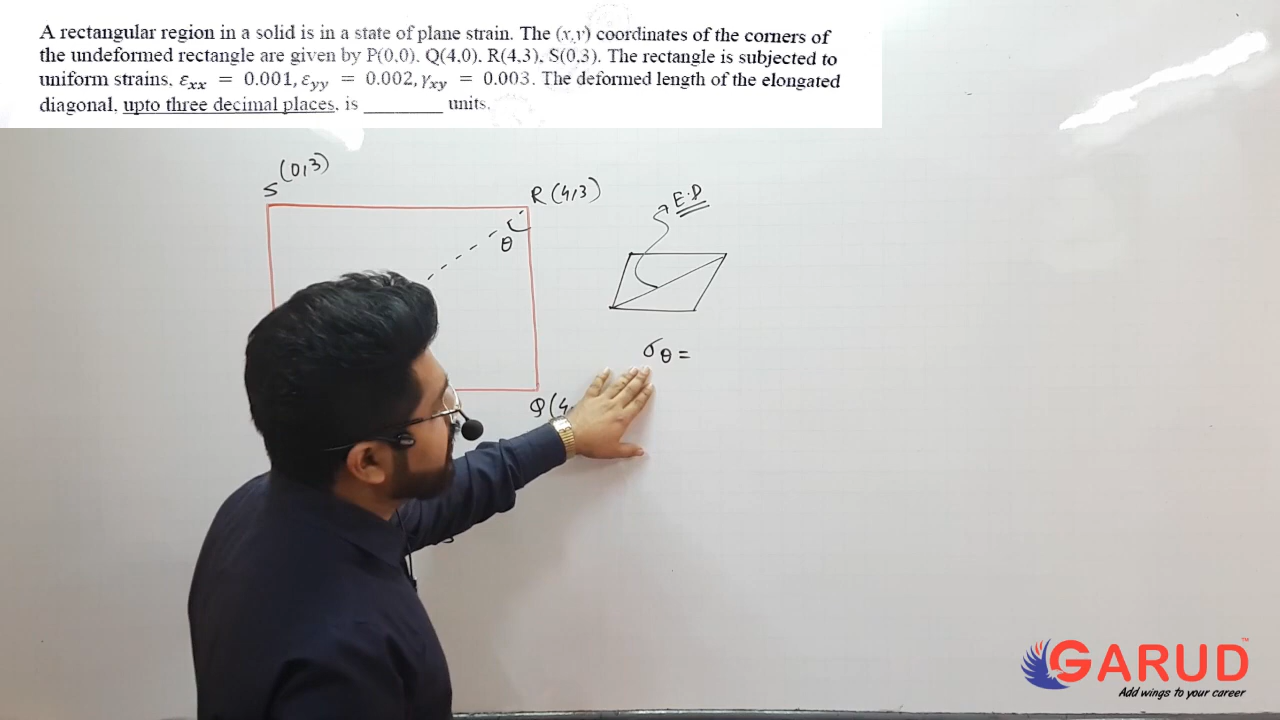 A rectangular region in a solid is in a state of plane strain. The (x,y) coordinates of the corners of
the undeformed rectangle are given by P(0,0), Q(4,0), R(4,3), S(0,3). The rectangle is subjected to
uniform strains, εxx = 0.001, εyy = 0.002, γxy = 0.003. The deformed length of the elongated
diagonal, upto three decimal places, is ________ units.
S (0,3)
R (4,3)
E.D
θ
σθ =
Q (4,
GARUD™
Add wings to your career